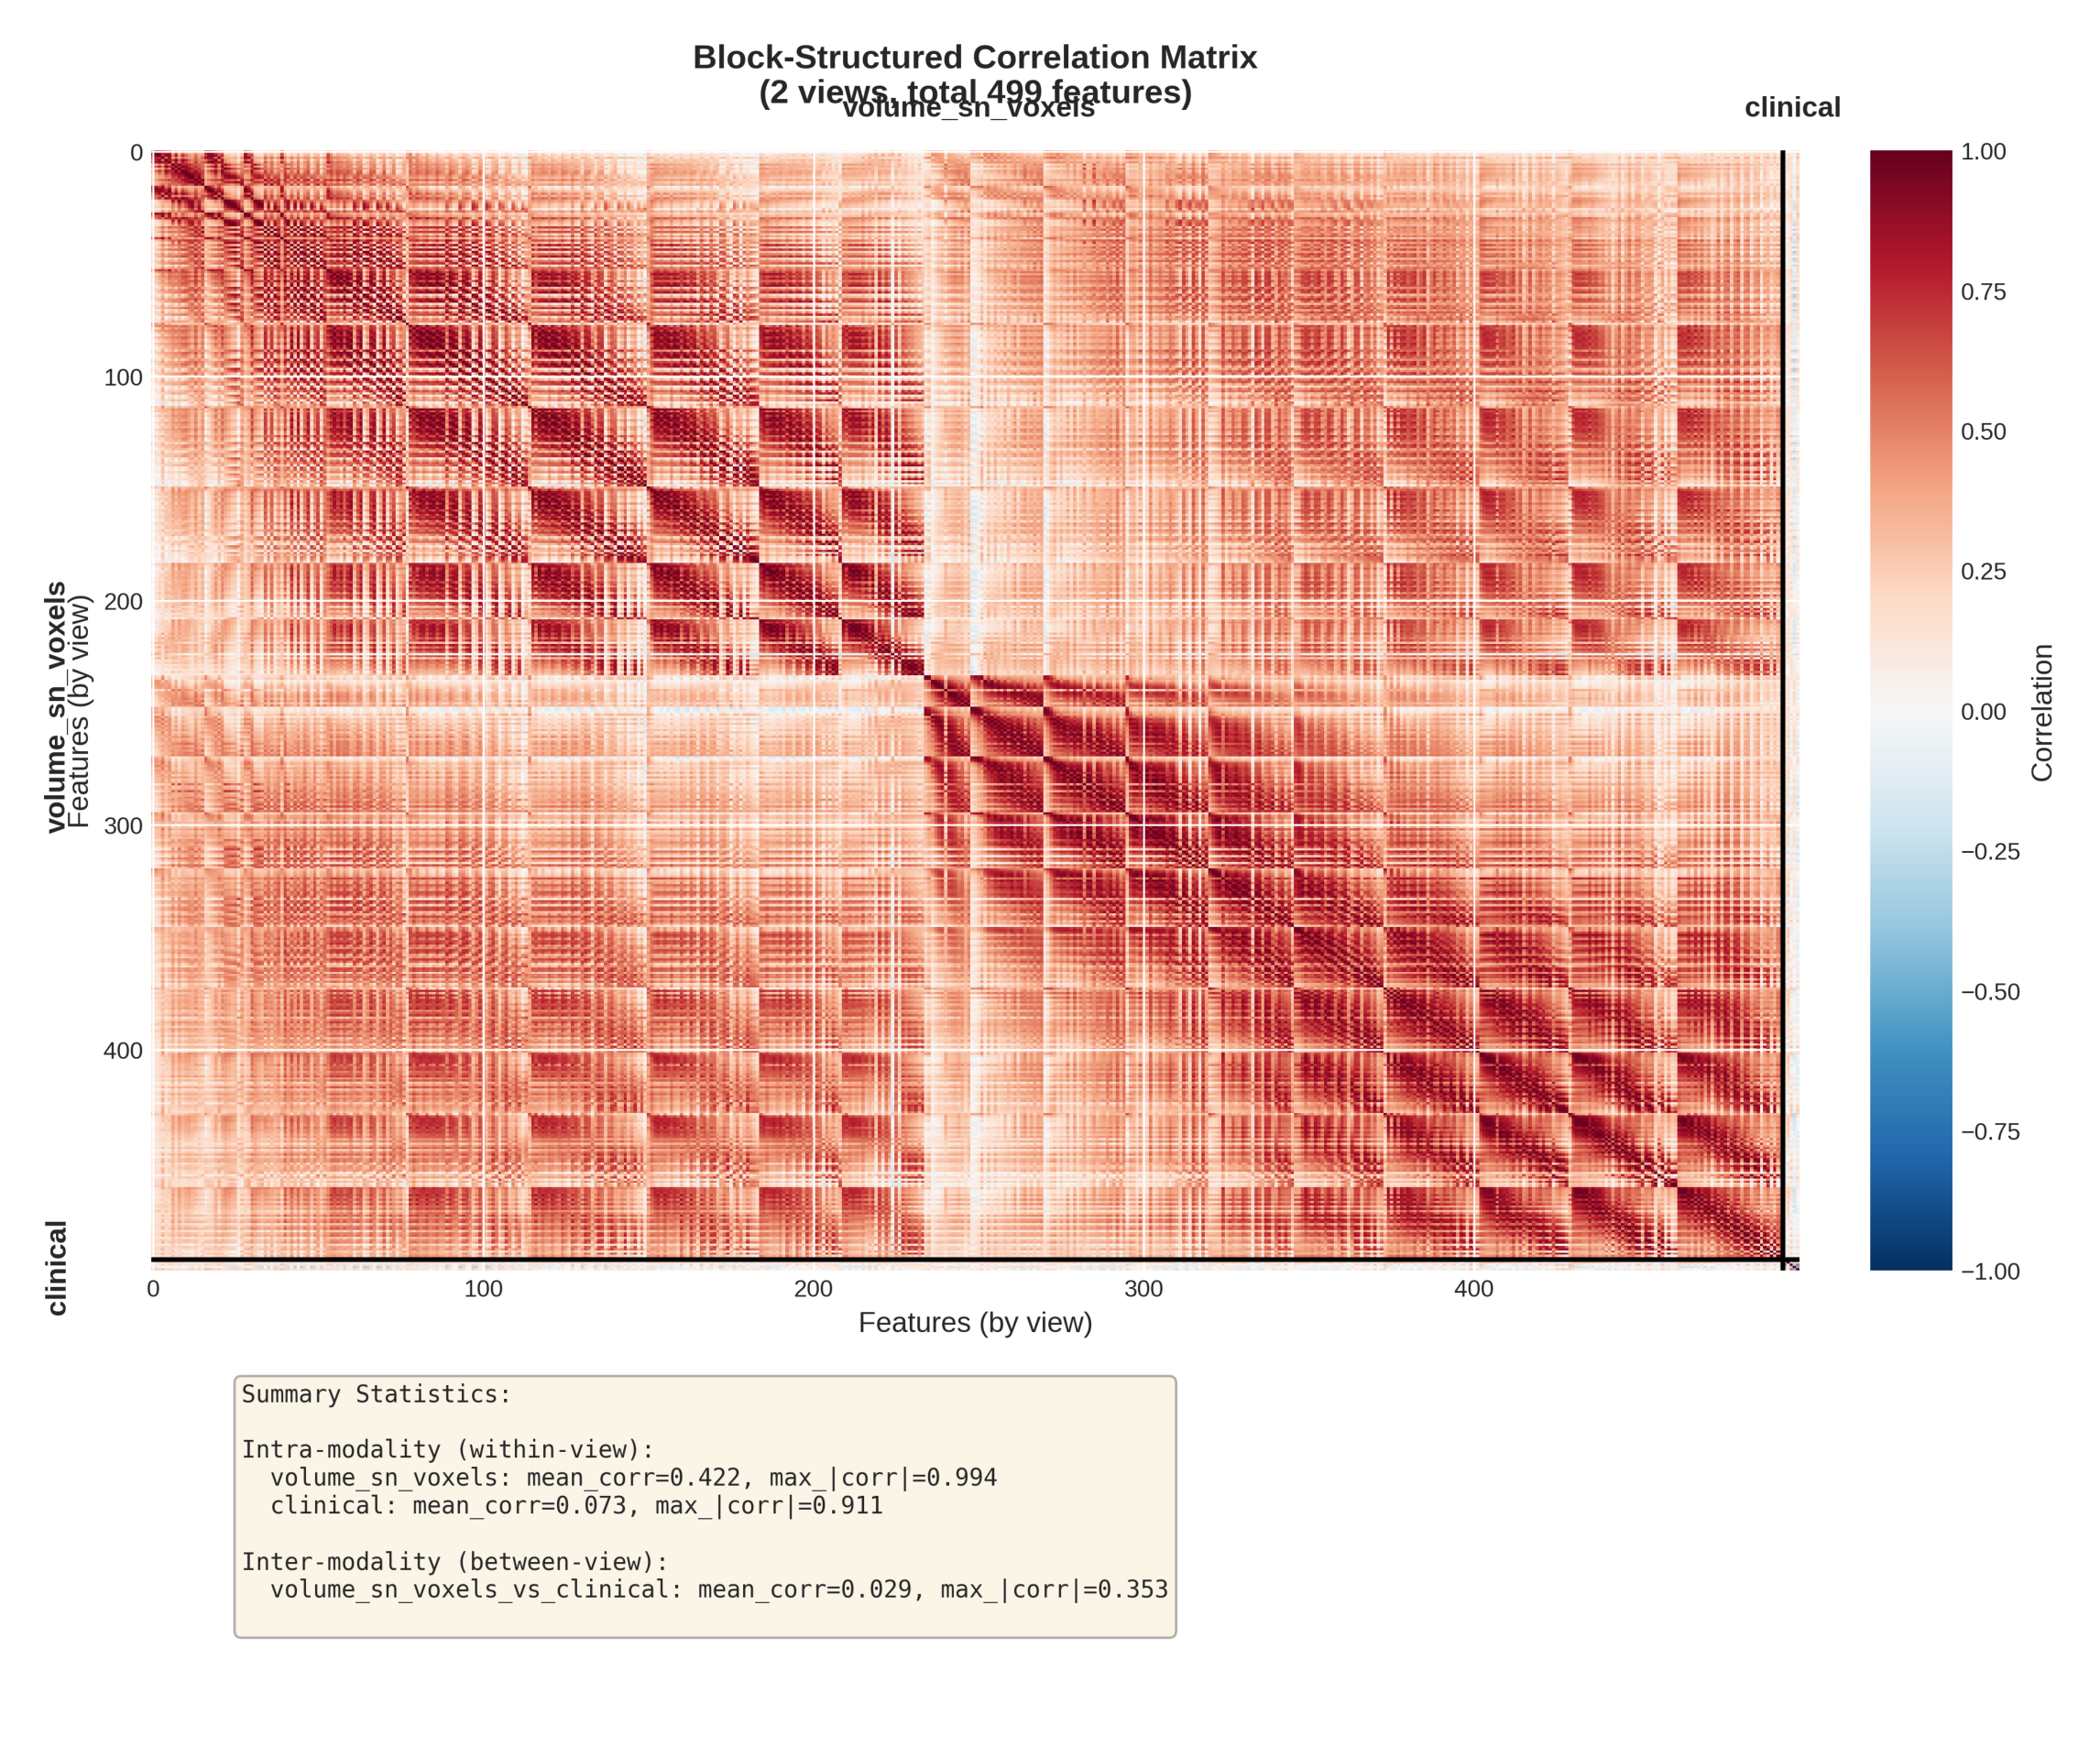 Block-Structured Correlation Matrix
(2 views, total 499 features)
volume_sn_voxels
clinical
0
100
200
300
400
volume_sn_voxels
Features (by view)
clinical
0 100 200 300 400
Features (by view)
1.00
0.75
0.50
0.25
0.00
−0.25
−0.50
−0.75
−1.00
Correlation
Summary Statistics:
Intra-modality (within-view):
volume_sn_voxels: mean_corr=0.422, max_|corr|=0.994
clinical: mean_corr=0.073, max_|corr|=0.911
Inter-modality (between-view):
volume_sn_voxels_vs_clinical: mean_corr=0.029, max_|corr|=0.353